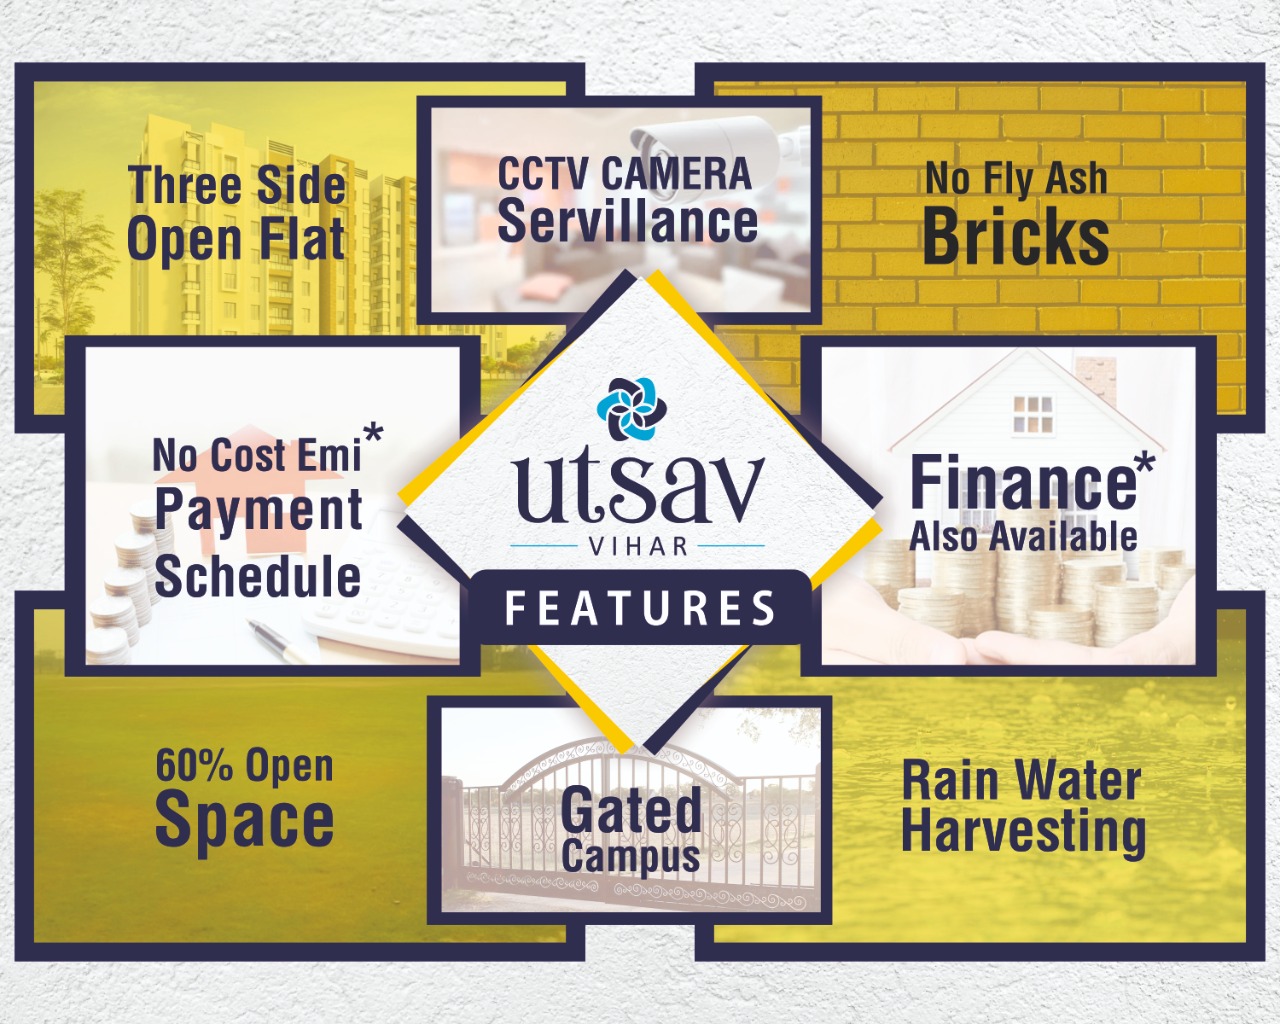 Three Side
Open Flat
CCTV CAMERA
Servillance
No Fly Ash
Bricks
No Cost Emi*
Payment
Schedule
utsav
VIHAR
FEATURES
Finance*
Also Available
60% Open
Space
Gated
Campus
Rain Water
Harvesting